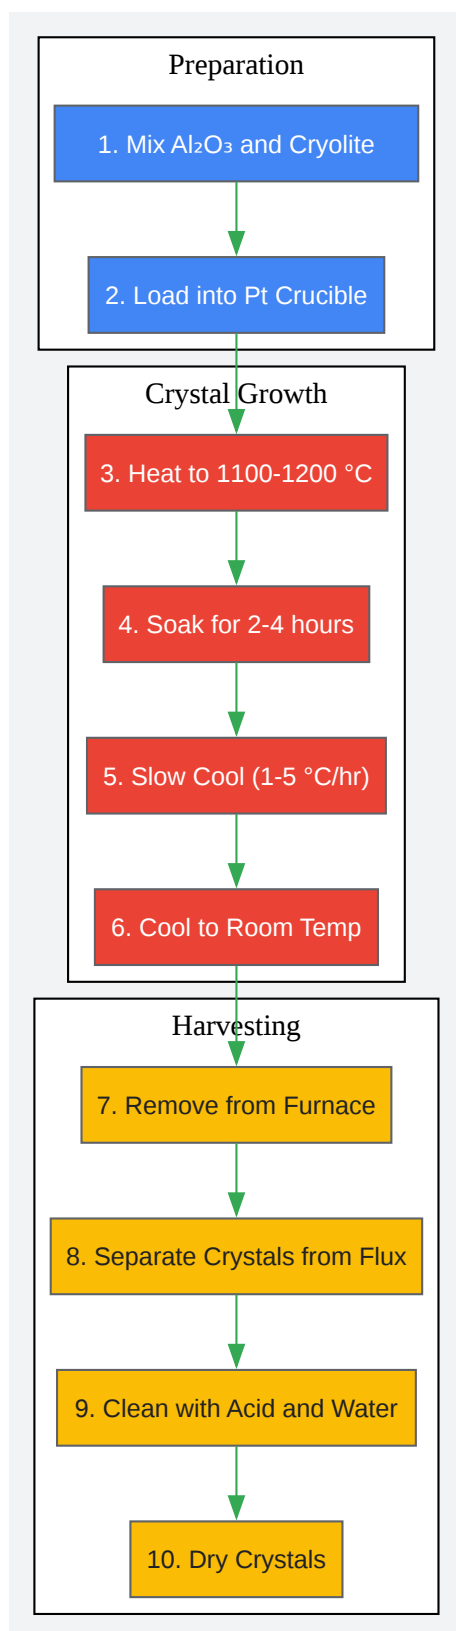 Preparation
1. Mix Al₂O₃ and Cryolite
2. Load into Pt Crucible
Crystal Growth
3. Heat to 1100-1200 °C
4. Soak for 2-4 hours
5. Slow Cool (1-5 °C/hr)
6. Cool to Room Temp
Harvesting
7. Remove from Furnace
8. Separate Crystals from Flux
9. Clean with Acid and Water
10. Dry Crystals